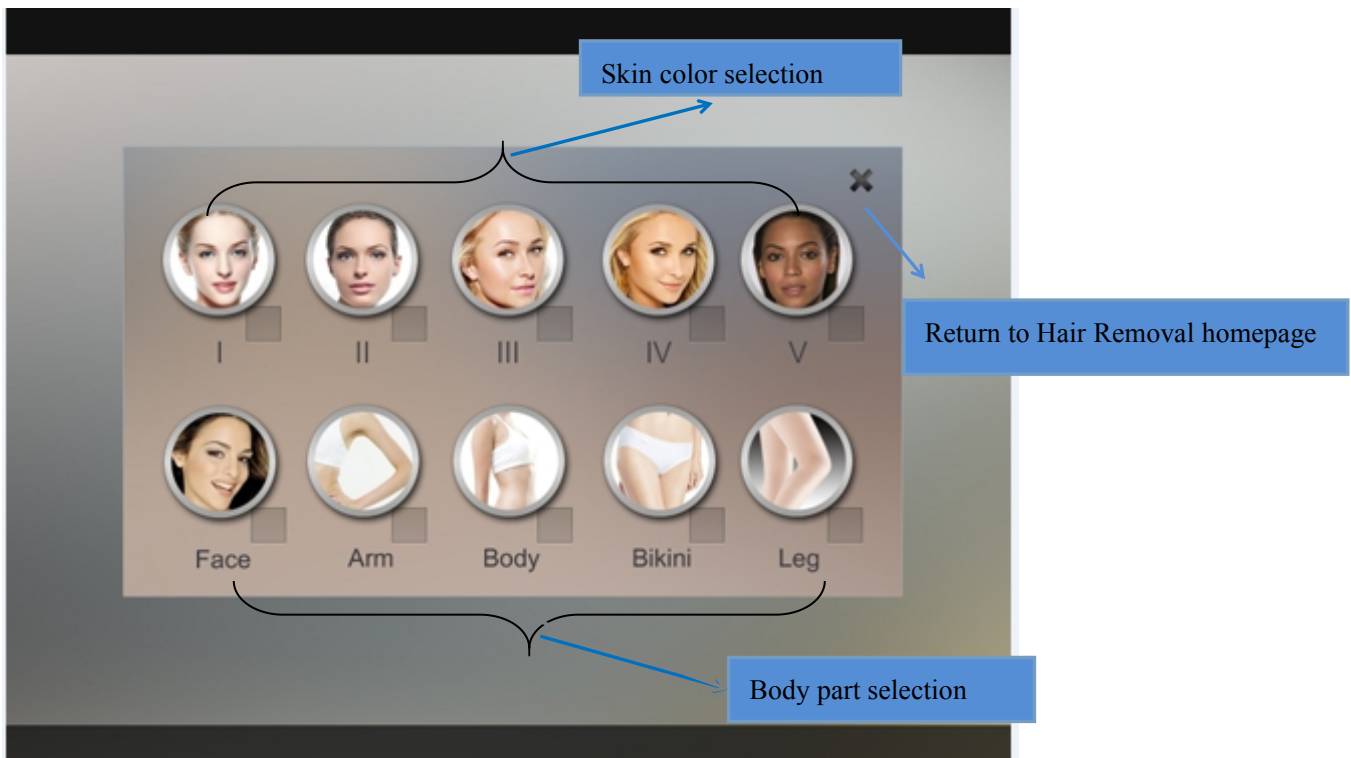 Skin color selection
I II III IV V
Return to Hair Removal homepage
Face Arm Body Bikini Leg
Body part selection